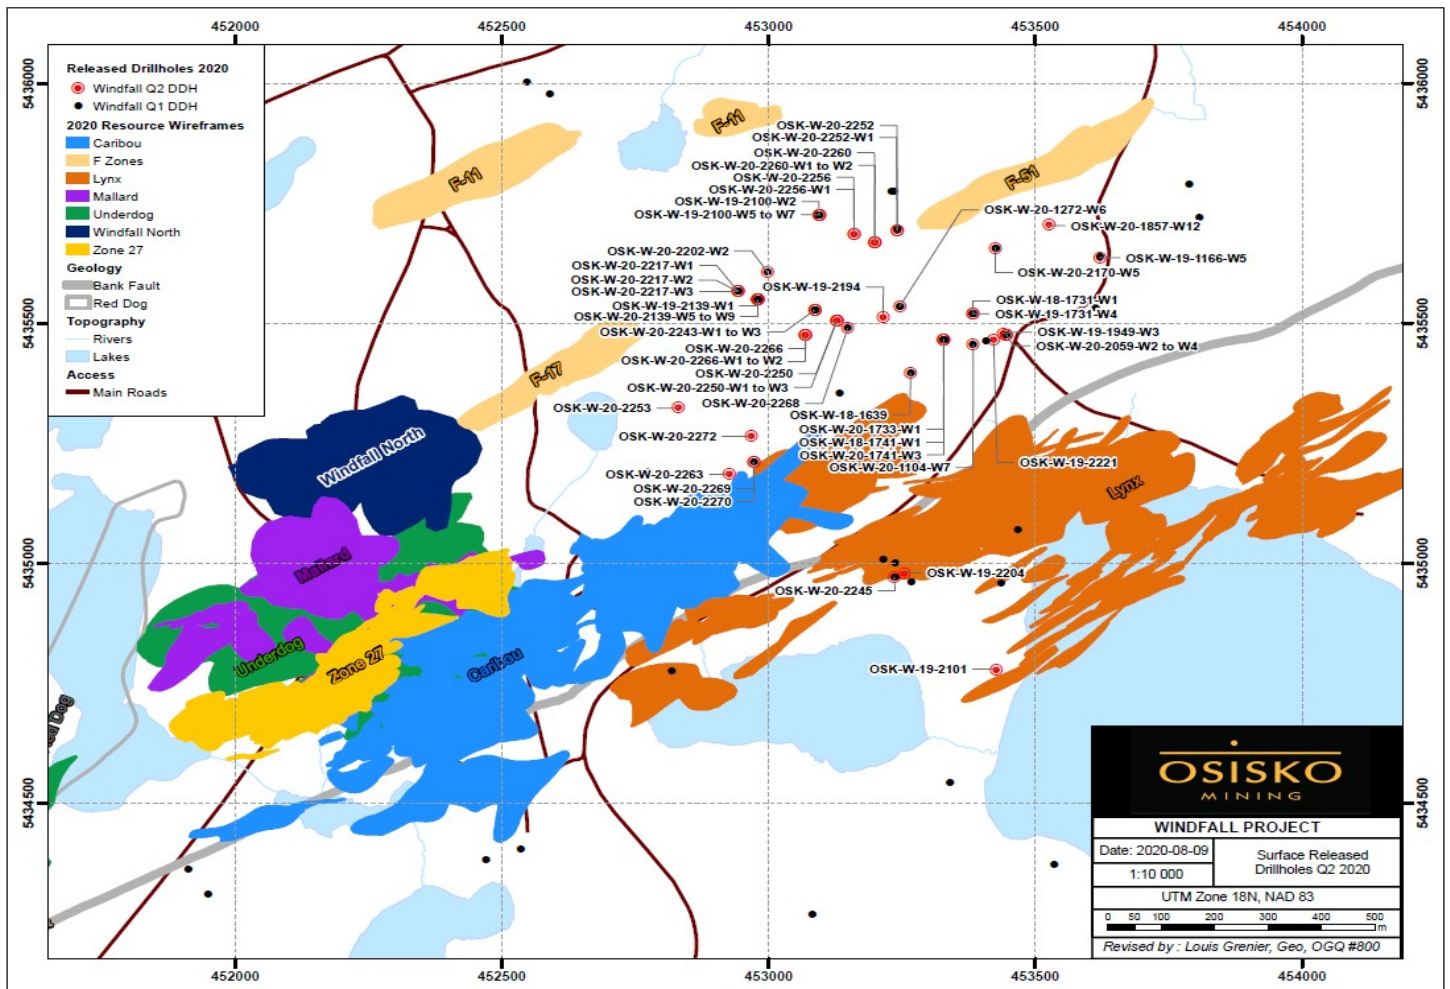 452000
452500
453000
453500
454000
5436000
5436000
5435500
5435500
5435000
5435000
5434500
5434500
Released Drillholes 2020
Windfall Q2 DDH
Windfall Q1 DDH
2020 Resource Wireframes
Caribou
F Zones
Lynx
Mallard
Underdog
Windfall North
Zone 27
Geology
Bank Fault
Red Dog
Topography
Rivers
Lakes
Access
Main Roads
F-11
F-11
F-51
F-17
OSK-W-20-2252
OSK-W-20-2252-W1
OSK-W-20-2260
OSK-W-20-2260-W1 to W2
OSK-W-20-2256
OSK-W-20-2256-W1
OSK-W-19-2100-W2
OSK-W-19-2100-W5 to W7
OSK-W-20-1272-W6
OSK-W-20-1857-W12
OSK-W-19-1166-W5
OSK-W-20-2170-W5
OSK-W-20-2202-W2
OSK-W-20-2217-W1
OSK-W-20-2217-W2
OSK-W-20-2217-W3
OSK-W-19-2194
OSK-W-19-2139-W1
OSK-W-20-2139-W5 to W9
OSK-W-18-1731-W1
OSK-W-19-1731-W4
OSK-W-20-2243-W1 to W3
OSK-W-19-1949-W3
OSK-W-20-2059-W2 to W4
OSK-W-20-2266
OSK-W-20-2266-W1 to W2
OSK-W-20-2250
OSK-W-20-2250-W1 to W3
OSK-W-20-2268
OSK-W-20-2253
OSK-W-18-1639
OSK-W-20-1733-W1
OSK-W-18-1741-W1
OSK-W-20-1741-W3
OSK-W-20-1104-W7
OSK-W-19-2221
OSK-W-20-2272
OSK-W-20-2263
OSK-W-20-2269
OSK-W-20-2270
Windfall North
Lynx
Mallard
OSK-W-19-2204
OSK-W-20-2245
Underdog
Zone 27
Caribou
OSK-W-19-2101
Dog
OSISKO
MINING
WINDFALL PROJECT
Date: 2020-08-09
1:10 000
Surface Released
Drillholes Q2 2020
UTM Zone 18N, NAD 83
0 50 100 200 300 400 500
m
Revised by : Louis Grenier, Geo, OGQ #800
452000
452500
453000
453500
454000